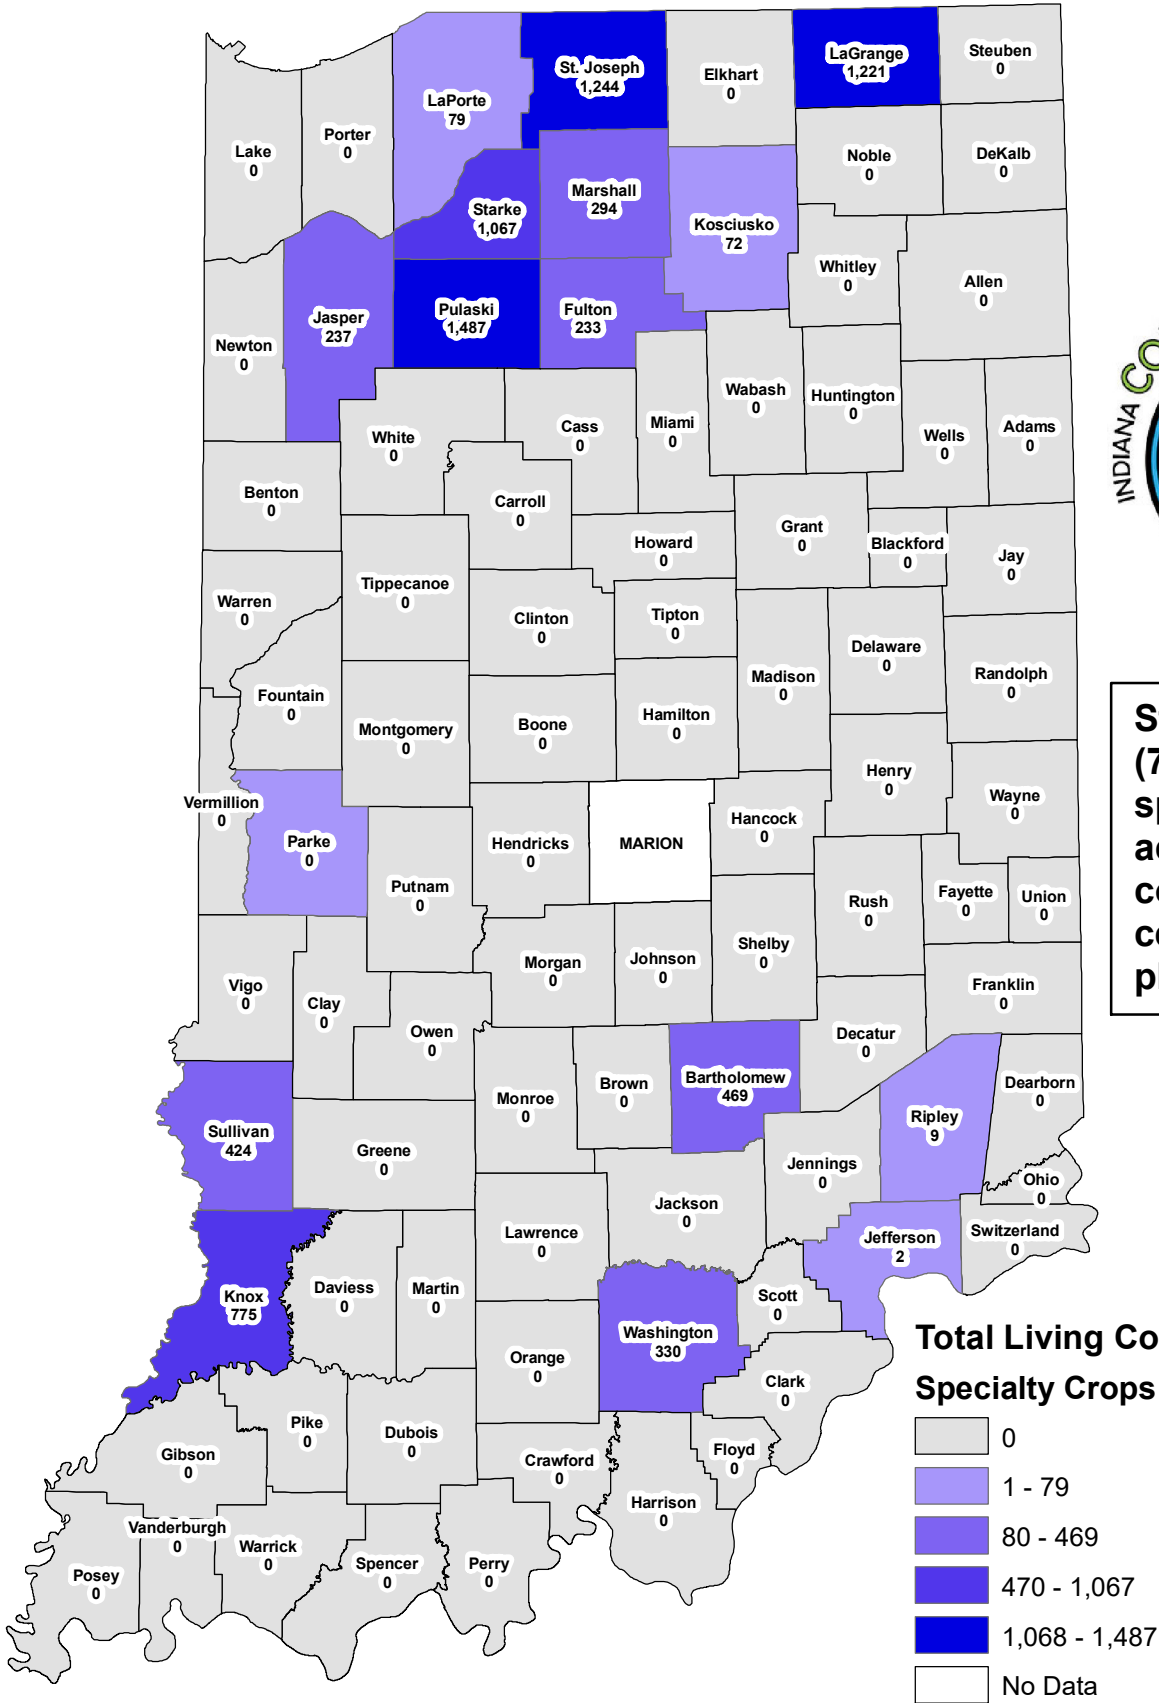 St. Joseph
1,244
LaGrange
1,221
Steuben
0
Elkhart
0
LaPorte
79
Porter
0
Lake
0
Noble
0
DeKalb
0
Marshall
294
Starke
1,067
Kosciusko
72
Whitley
0
Allen
0
Jasper
237
Pulaski
1,487
Fulton
233
Newton
0
Wabash
0
Huntington
0
Miami
0
Cass
0
White
0
Wells
0
Adams
0
Benton
0
Carroll
0
Grant
0
Howard
0
Blackford
0
Jay
0
Tippecanoe
0
Warren
0
Clinton
0
Tipton
0
Delaware
0
Madison
0
Randolph
0
Fountain
0
Montgomery
0
Boone
0
Hamilton
0
Henry
0
Wayne
0
Vermillion
0
Parke
0
Hendricks
0
MARION
Hancock
0
Putnam
0
Rush
0
Fayette
0
Union
0
Morgan
0
Johnson
0
Shelby
0
Franklin
0
Vigo
0
Clay
0
Owen
0
Decatur
0
Monroe
0
Brown
0
Bartholomew
469
Dearborn
0
Ripley
9
Sullivan
424
Greene
0
Jennings
0
Ohio
0
Jackson
0
Lawrence
0
Jefferson
2
Switzerland
0
Knox
775
Daviess
0
Martin
0
Scott
0
Washington
330
Orange
0
Clark
0
Pike
0
Dubois
0
Gibson
0
Crawford
0
Floyd
0
Harrison
0
Vanderburgh
0
Warrick
0
Spencer
0
Perry
0
Posey
0
INDIANA CO
(7
Total Living Co
Specialty Crops
0
1 - 79
80 - 469
470 - 1,067
1,068 - 1,487
No Data